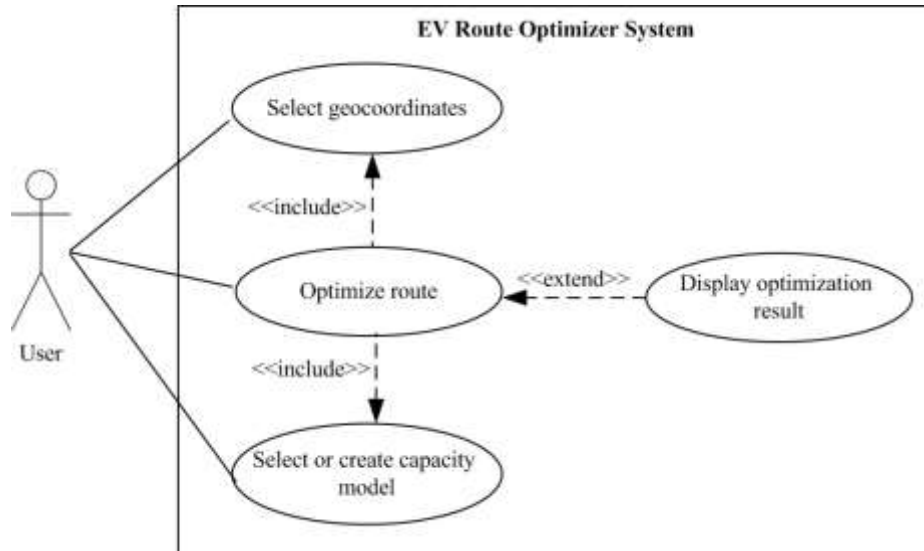 EV Route Optimizer System
Select geocoordinates
<<include>>
Optimize route
<<extend>>
Display optimization
result
User
<<include>>
Select or create capacity
model